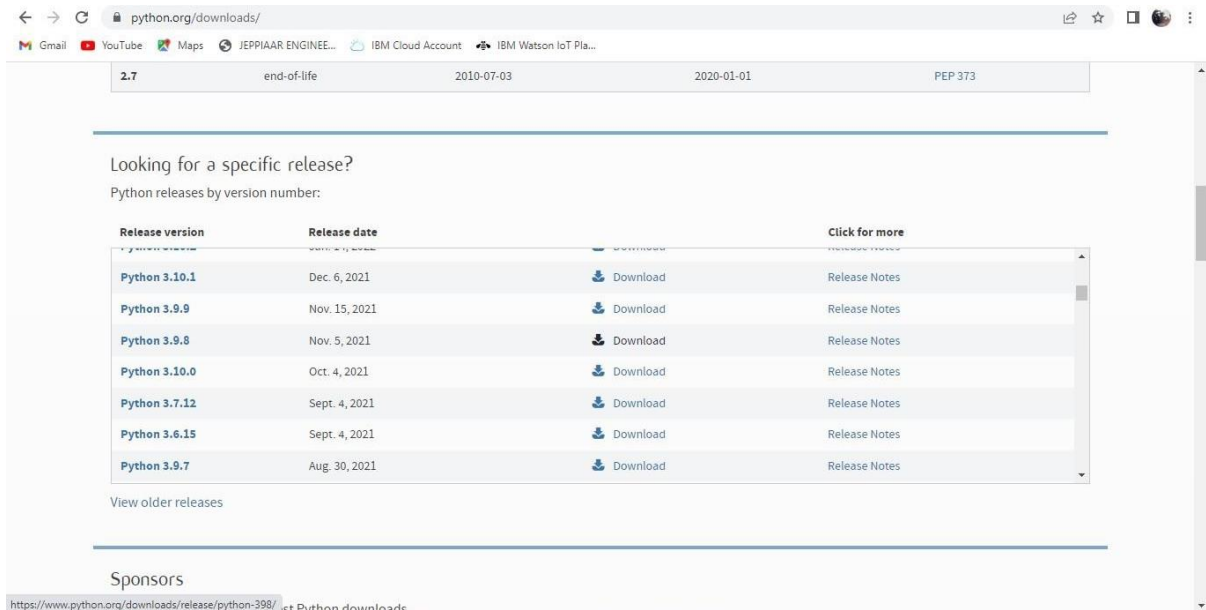 python.org/downloads/
Gmail YouTube Maps JEPPIAAR ENGINEE... IBM Cloud Account IBM Watson IoT Pla...
2.7 end-of-life 2010-07-03 2020-01-01 PEP 373
Looking for a specific release?
Python releases by version number:
Release version Release date Click for more
Python 3.10.1 Dec. 6, 2021 Download Release Notes
Python 3.9.9 Nov. 15, 2021 Download Release Notes
Python 3.9.8 Nov. 5, 2021 Download Release Notes
Python 3.10.0 Oct. 4, 2021 Download Release Notes
Python 3.7.12 Sept. 4, 2021 Download Release Notes
Python 3.6.15 Sept. 4, 2021 Download Release Notes
Python 3.9.7 Aug. 30, 2021 Download Release Notes
View older releases
Sponsors
https://www.python.org/downloads/release/python-398/ Python downloads